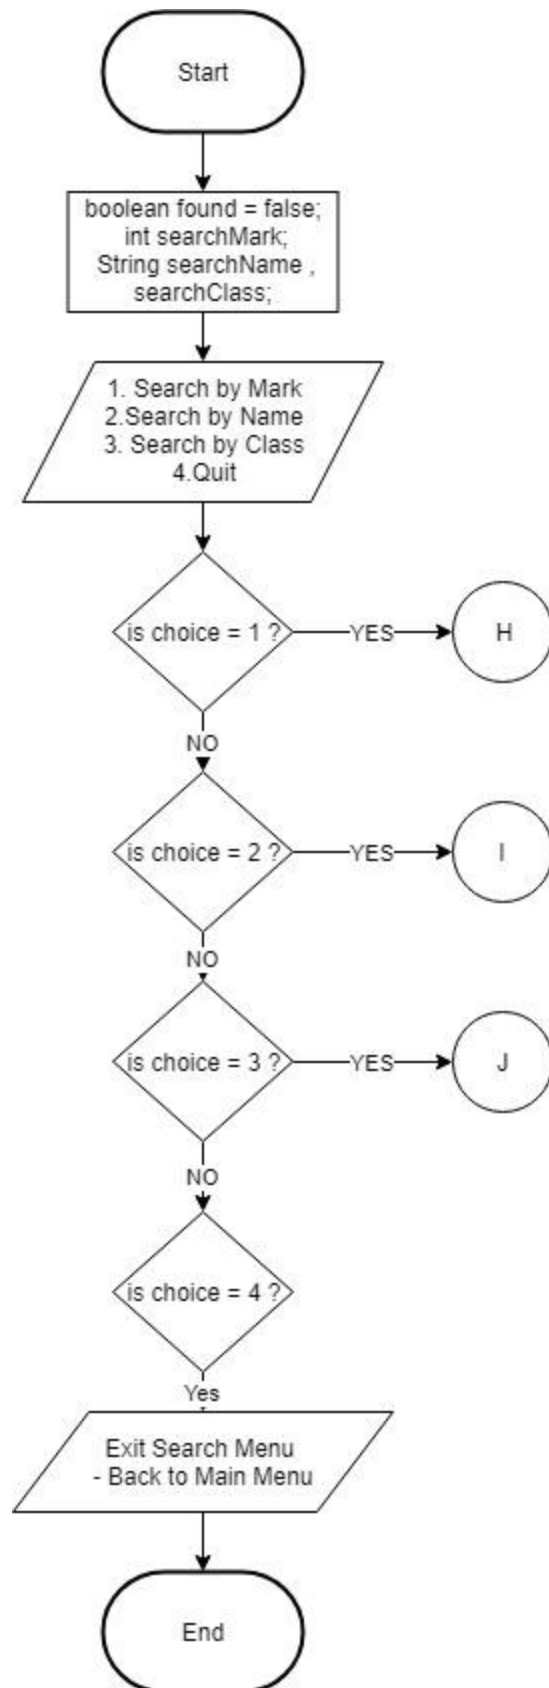 Start
boolean found = false;
int searchMark;
String searchName ,
searchClass;
1. Search by Mark
2.Search by Name
3. Search by Class
4.Quit
is choice = 1 ?
YES
H
NO
is choice = 2 ?
YES
I
NO
is choice = 3 ?
YES
J
NO
is choice = 4 ?
Yes
Exit Search Menu
- Back to Main Menu
End